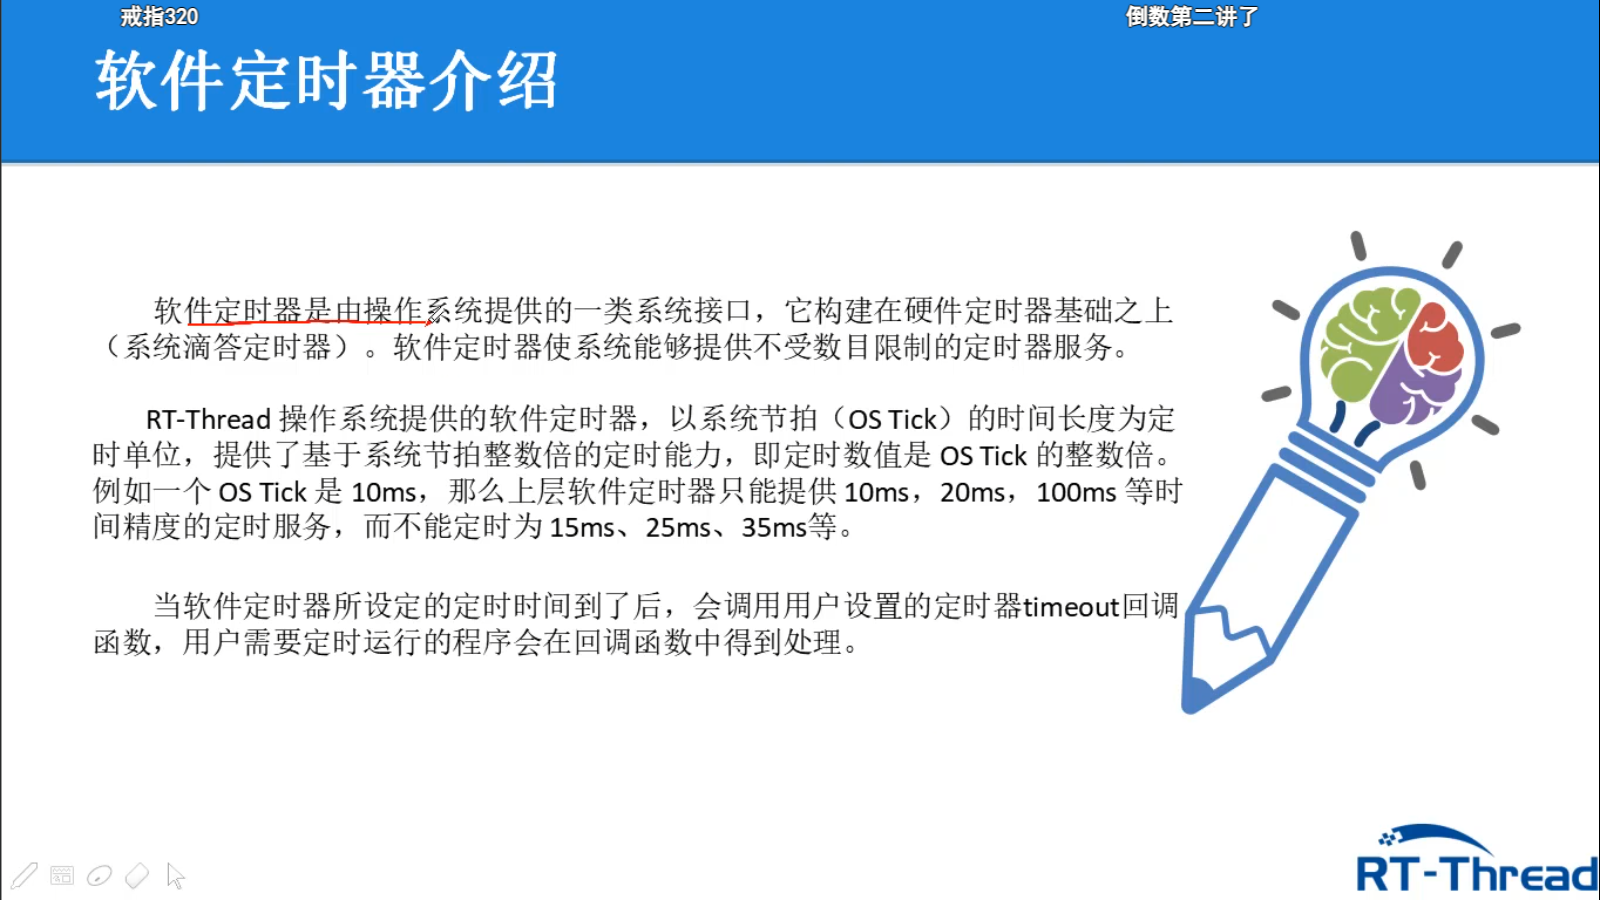 戒指320
倒数第二讲了
软件定时器介绍
软件定时器是由操作系统提供的一类系统接口，它构建在硬件定时器基础之上
（系统滴答定时器）。软件定时器使系统能够提供不受数目限制的定时器服务。
RT-Thread 操作系统提供的软件定时器，以系统节拍（OS Tick）的时间长度为定
时单位，提供了基于系统节拍整数倍的定时能力，即定时数值是 OS Tick 的整数倍。
例如一个 OS Tick 是 10ms，那么上层软件定时器只能提供 10ms，20ms，100ms 等时
间精度的定时服务，而不能定时为 15ms、25ms、35ms等。
当软件定时器所设定的定时时间到了后，会调用用户设置的定时器timeout回调
函数，用户需要定时运行的程序会在回调函数中得到处理。
RT-Thread